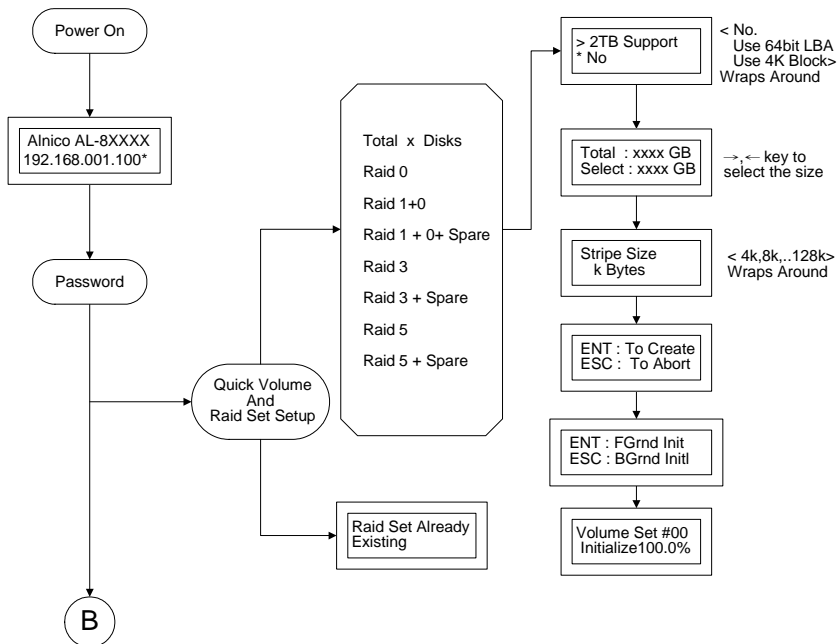 Power On
Alnico AL-8XXXX
192.168.001.100*
Password
B
Quick Volume
And
Raid Set Setup
Total x Disks
Raid 0
Raid 1+0
Raid 1 + 0+ Spare
Raid 3
Raid 3 + Spare
Raid 5
Raid 5 + Spare
Raid Set Already
Existing
> 2TB Support
* No
< No.
Use 64bit LBA
Use 4K Block>
Wraps Around
Total : xxxx GB
Select : xxxx GB
→,← key to
select the size
Stripe Size
k Bytes
< 4k,8k,..128k>
Wraps Around
ENT : To Create
ESC : To Abort
ENT : FGrnd Init
ESC : BGrnd Initl
Volume Set #00
Initialize100.0%